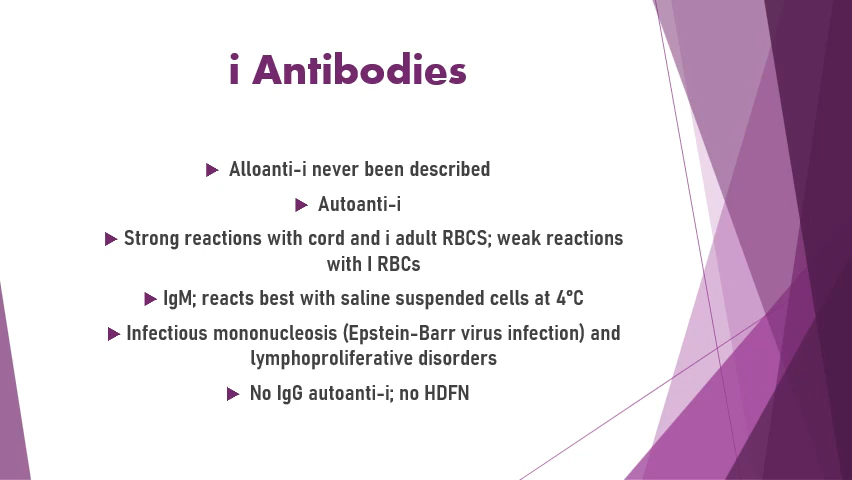 i Antibodies
Alloanti-i never been described
Autoanti-i
Strong reactions with cord and i adult RBCS; weak reactions
with I RBCs
IgM; reacts best with saline suspended cells at 4°C
Infectious mononucleosis (Epstein-Barr virus infection) and
lymphoproliferative disorders
No IgG autoanti-i; no HDFN